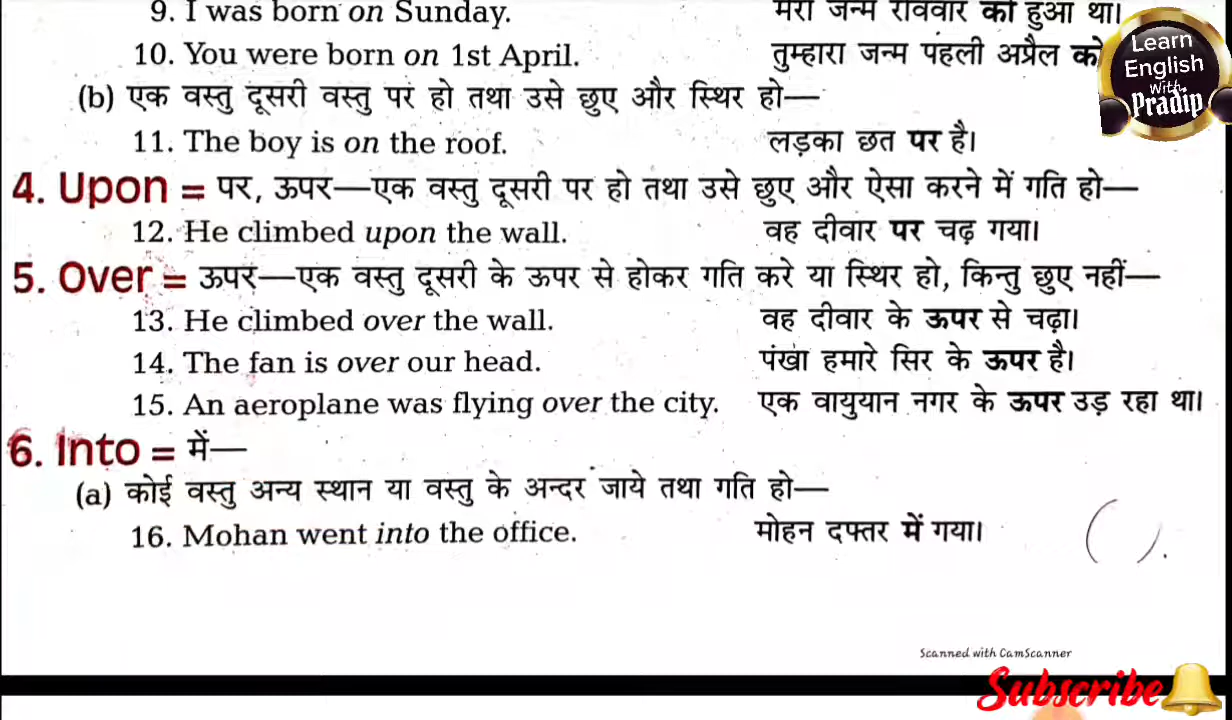 9. I was born on Sunday. मेरा जन्म रविवार को हुआ था।
10. You were born on 1st April. तुम्हारा जन्म पहली अप्रैल को
Learn
English
With
Pradip
(b) एक वस्तु दूसरी वस्तु पर हो तथा उसे छुए और स्थिर हो—
11. The boy is on the roof. लड़का छत पर है।
4. Upon = पर, ऊपर—एक वस्तु दूसरी पर हो तथा उसे छुए और ऐसा करने में गति हो—
12. He climbed upon the wall. वह दीवार पर चढ़ गया।
5. Over = ऊपर—एक वस्तु दूसरी के ऊपर से होकर गति करे या स्थिर हो, किन्तु छुए नहीं—
13. He climbed over the wall. वह दीवार के ऊपर से चढ़ा।
14. The fan is over our head. पंखा हमारे सिर के ऊपर है।
15. An aeroplane was flying over the city. एक वायुयान नगर के ऊपर उड़ रहा था।
6. Into = में—
(a) कोई वस्तु अन्य स्थान या वस्तु के अन्दर जाये तथा गति हो—
16. Mohan went into the office. मोहन दफ्तर में गया।
Scanned with CamScanner
Subscribe